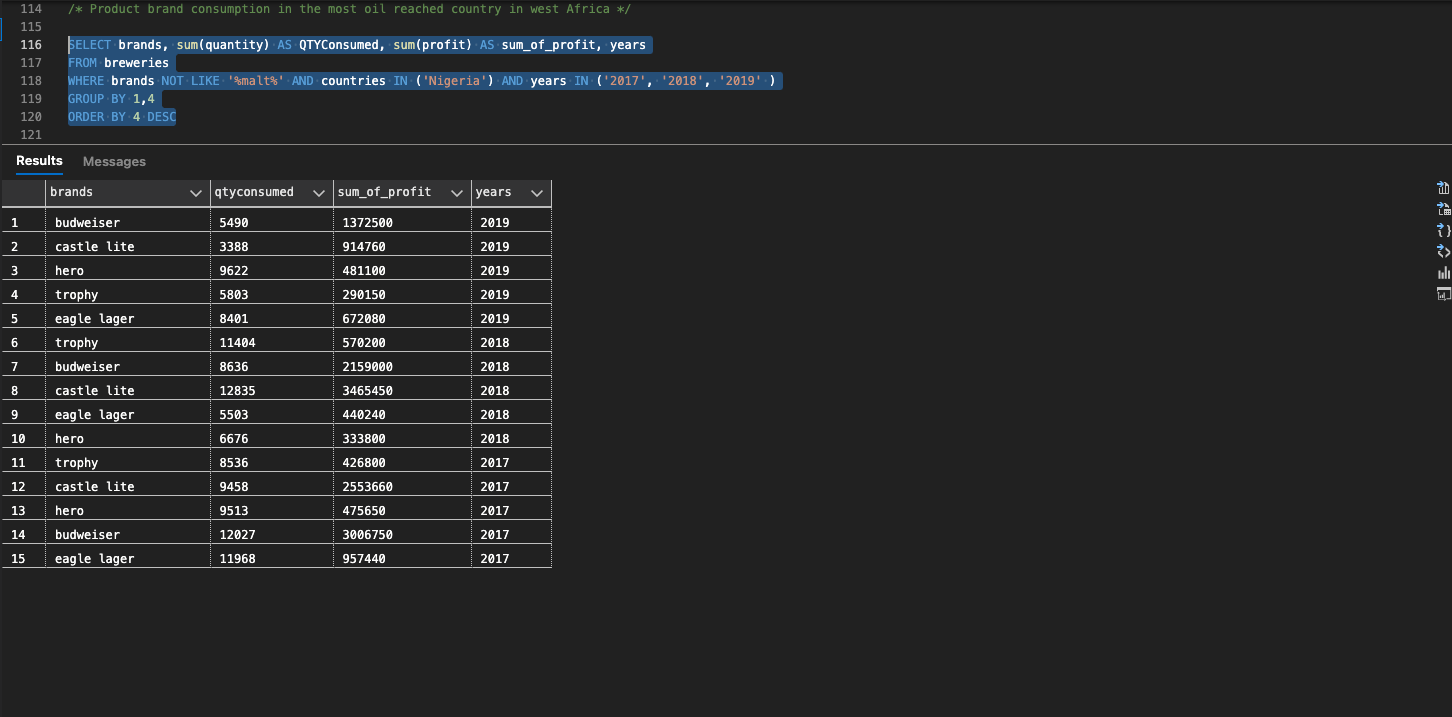 114 /* Product brand consumption in the most oil reached country in west Africa */
115
116 SELECT brands, sum(quantity) AS QTYConsumed, sum(profit) AS sum_of_profit, years
117 FROM breweries
118 WHERE brands NOT LIKE '%malt%' AND countries IN ('Nigeria') AND years IN ('2017', '2018', '2019' )
119 GROUP BY 1,4
120 ORDER BY 4 DESC
121
Results Messages
brands qtyconsumed sum_of_profit years
1 budweiser 5490 1372500 2019
2 castle lite 3388 914760 2019
3 hero 9622 481100 2019
4 trophy 5803 290150 2019
5 eagle lager 8401 672080 2019
6 trophy 11404 570200 2018
7 budweiser 8636 2159000 2018
8 castle lite 12835 3465450 2018
9 eagle lager 5503 440240 2018
10 hero 6676 333800 2018
11 trophy 8536 426800 2017
12 castle lite 9458 2553660 2017
13 hero 9513 475650 2017
14 budweiser 12027 3006750 2017
15 eagle lager 11968 957440 2017